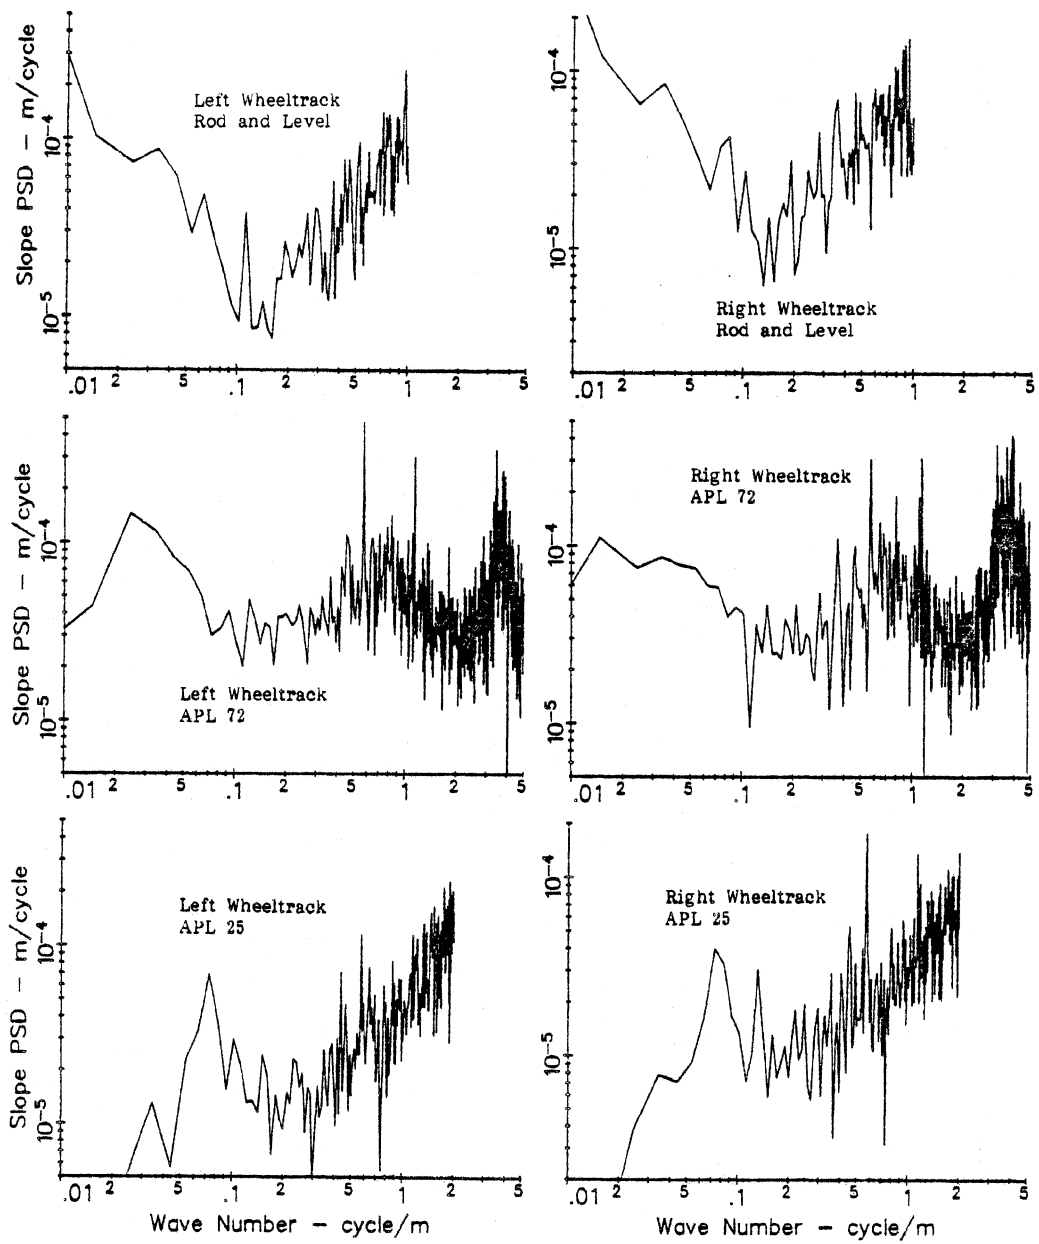 Slope PSD – m/cycle
10⁻⁴
10⁻⁵
Left Wheeltrack
Rod and Level
.01 2 5 .1 2 5 1 2 5
10⁻⁴
10⁻⁵
Right Wheeltrack
Rod and Level
.01 2 5 .1 2 5 1 2 5
Slope PSD – m/cycle
10⁻⁴
10⁻⁵
Left Wheeltrack
APL 72
.01 2 5 .1 2 5 1 2 5
10⁻⁴
10⁻⁵
Right Wheeltrack
APL 72
.01 2 5 .1 2 5 1 2 5
Slope PSD – m/cycle
10⁻⁴
10⁻⁵
Left Wheeltrack
APL 25
.01 2 5 .1 2 5 1 2 5
Wave Number – cycle/m
10⁻⁴
10⁻⁵
Right Wheeltrack
APL 25
.01 2 5 .1 2 5 1 2 5
Wave Number – cycle/m